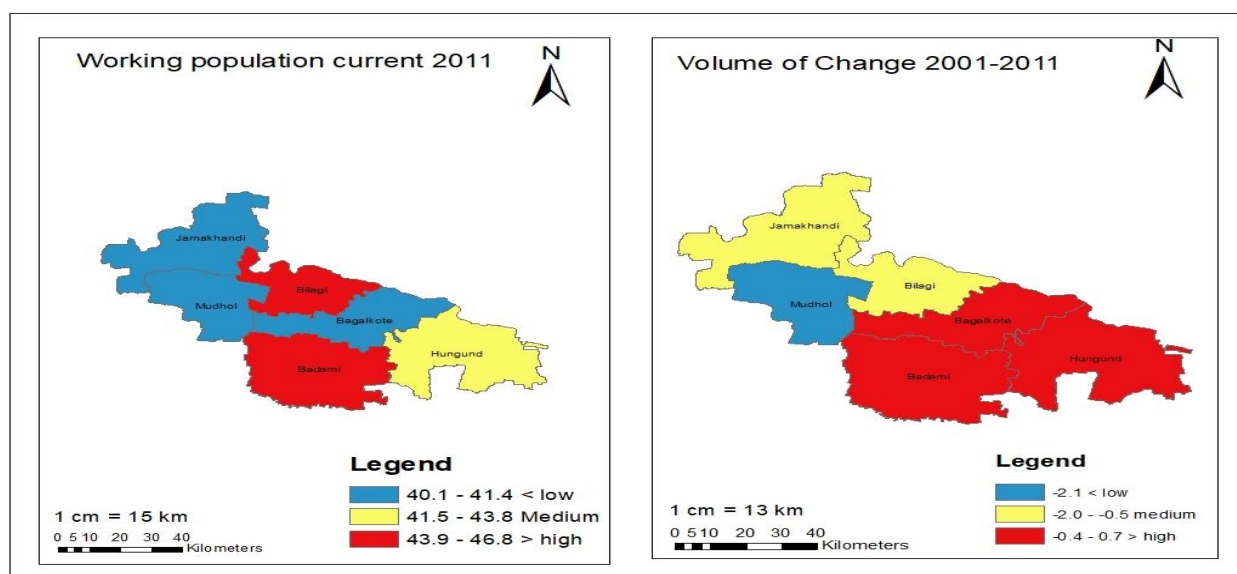 Working population current 2011
N
Jamakhandi
Bilagi
Mudhol
Bagalkote
Hungund
Badami
Legend
40.1 - 41.4 < low
41.5 - 43.8 Medium
43.9 - 46.8 > high
1 cm = 15 km
0 5 10 20 30 40
Kilometers
Volume of Change 2001-2011
N
Jamakhandi
Bilagi
Mudhol
Bagalkote
Hungund
Badami
Legend
-2.1 < low
-2.0 - -0.5 medium
-0.4 - 0.7 > high
1 cm = 13 km
0 5 10 20 30 40
Kilometers